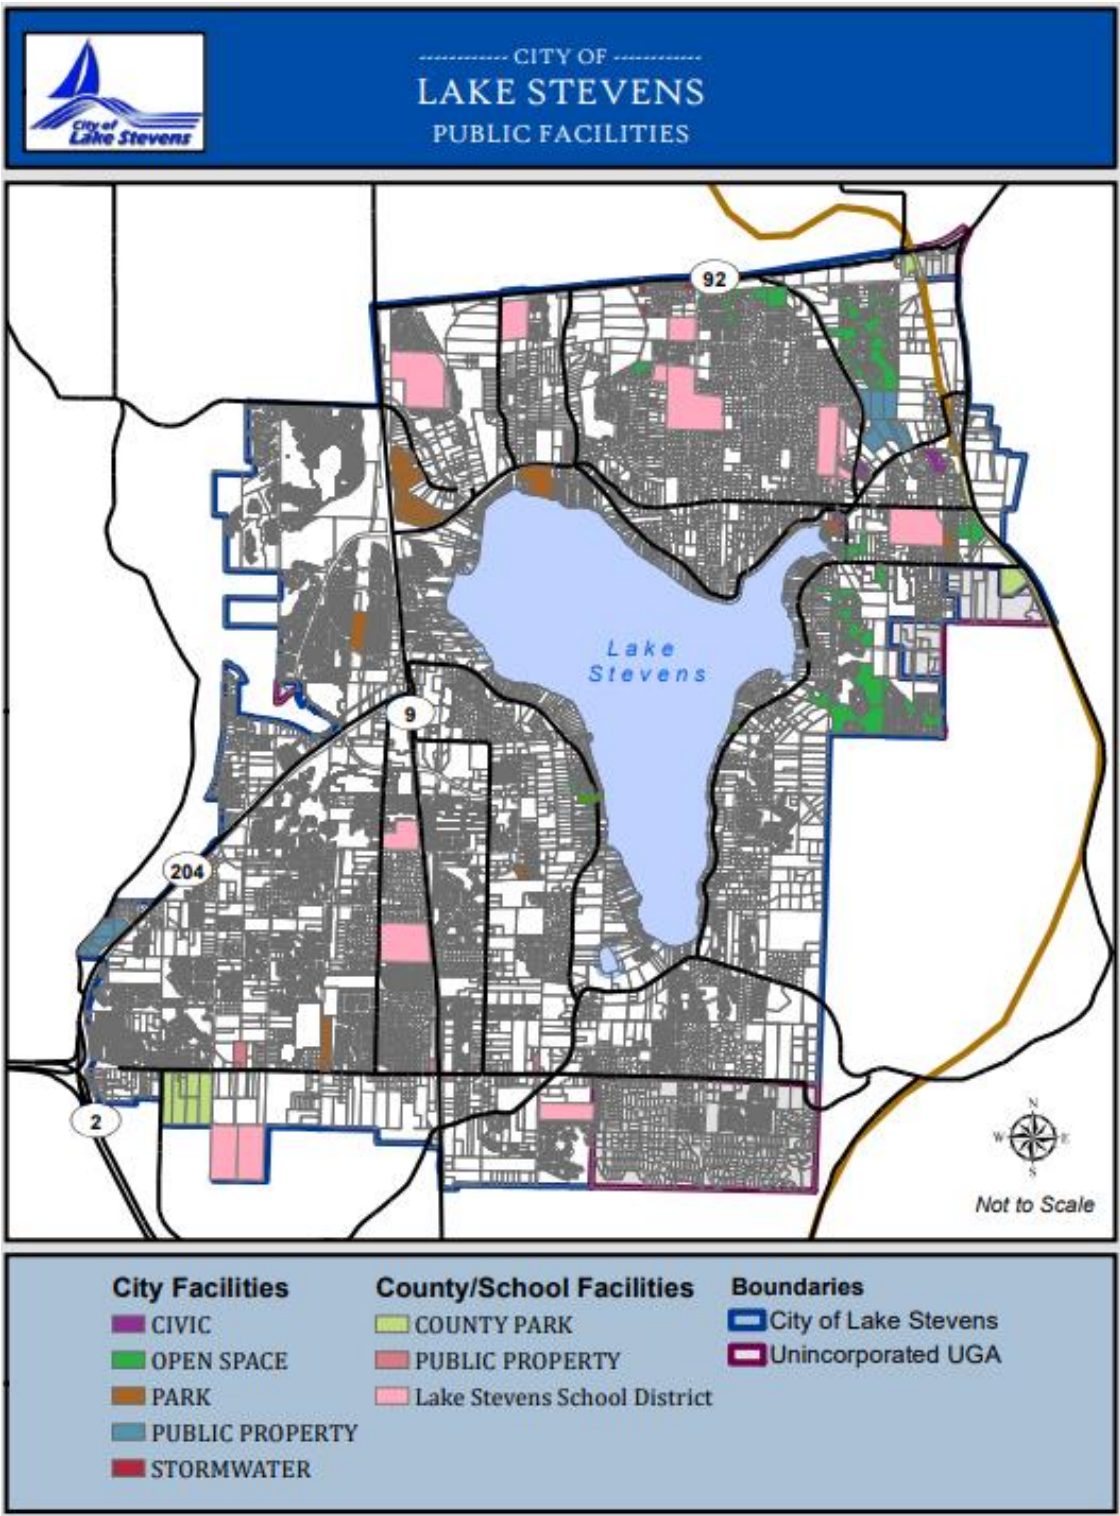 City of
Lake Stevens
------------ CITY OF ------------
LAKE STEVENS
PUBLIC FACILITIES
92
Lake
Stevens
9
204
2
N
W E
S
Not to Scale
City Facilities
CIVIC
OPEN SPACE
PARK
PUBLIC PROPERTY
STORMWATER
County/School Facilities
COUNTY PARK
PUBLIC PROPERTY
Lake Stevens School District
Boundaries
City of Lake Stevens
Unincorporated UGA